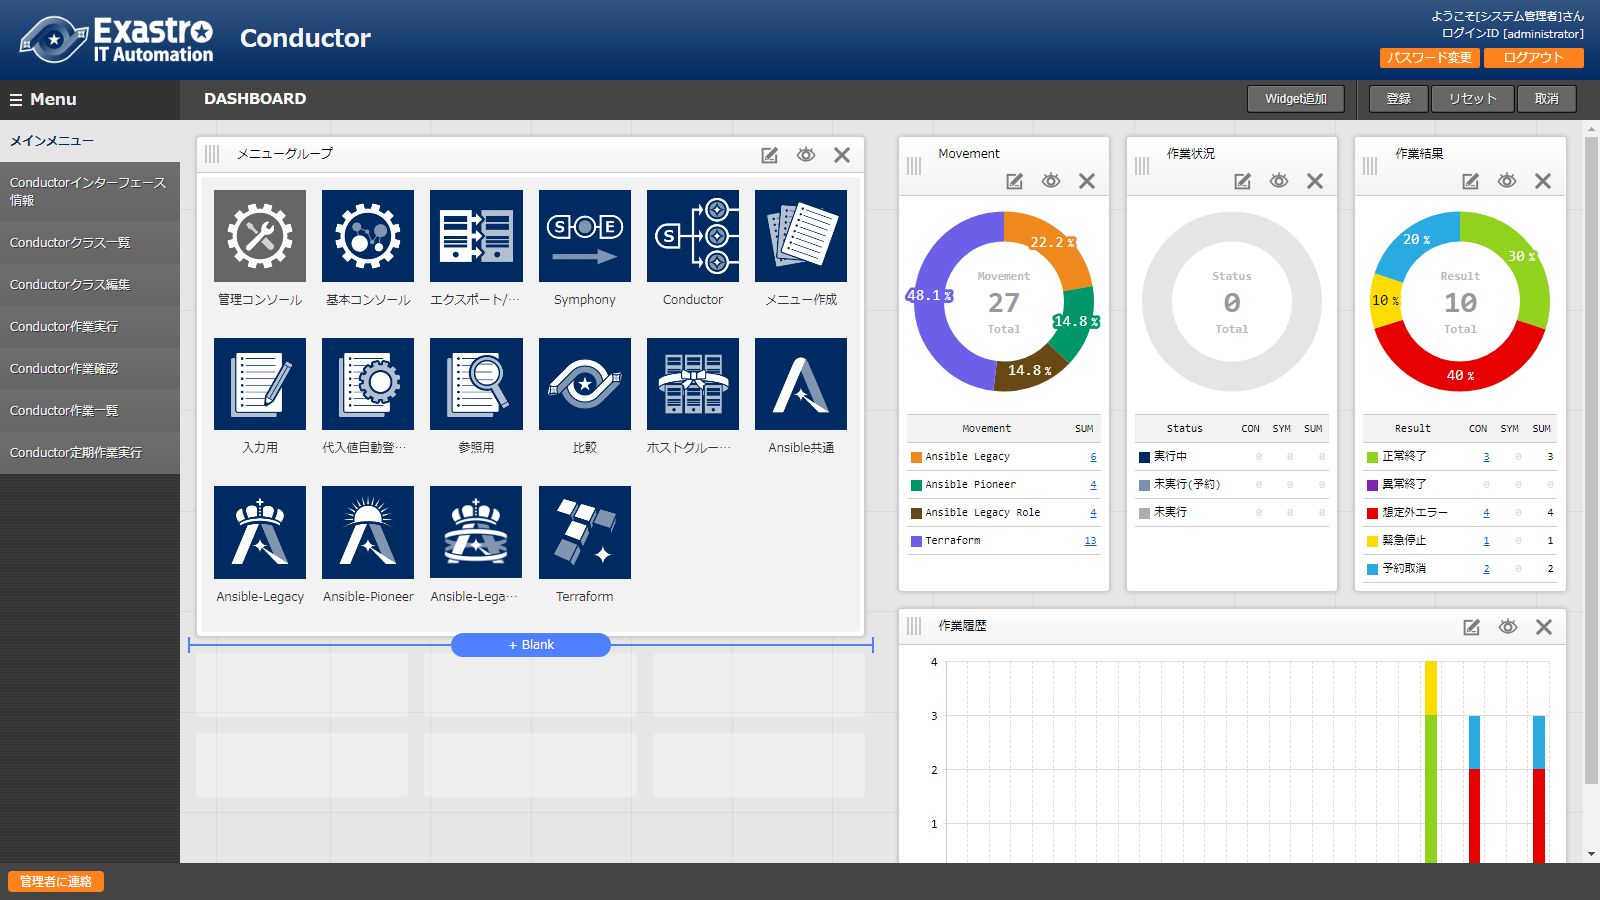 Exastro
IT Automation
Conductor
ようこそ[システム管理者]さん
ログインID [administrator]
パスワード変更
ログアウト
Menu
DASHBOARD
Widget追加
登録
リセット
取消
メインメニュー
Conductorインターフェース
情報
Conductorクラス一覧
Conductorクラス編集
Conductor作業実行
Conductor作業確認
Conductor作業一覧
Conductor定期作業実行
メニューグループ
S O E
S
管理コンソール
基本コンソール
エクスポート/…
Symphony
Conductor
メニュー作成
入力用
代入値自動登…
参照用
比較
ホストグルー…
Ansible共通
Ansible-Legacy
Ansible-Pioneer
Ansible-Lega…
Terraform
+ Blank
Movement
22.2 %
14.8 %
14.8 %
48.1 %
Movement
27
Total
Movement SUM
Ansible Legacy 6
Ansible Pioneer 4
Ansible Legacy Role 4
Terraform 13
作業状況
Status
0
Total
Status CON SYM SUM
実行中 0 0 0
未実行(予約) 0 0 0
未実行 0 0 0
作業結果
20 %
30 %
10 %
40 %
Result
10
Total
Result CON SYM SUM
正常終了 3 0 3
異常終了 0 0 0
想定外エラー 4 0 4
緊急停止 1 0 1
予約取消 2 0 2
作業履歴
4
3
2
1
管理者に連絡